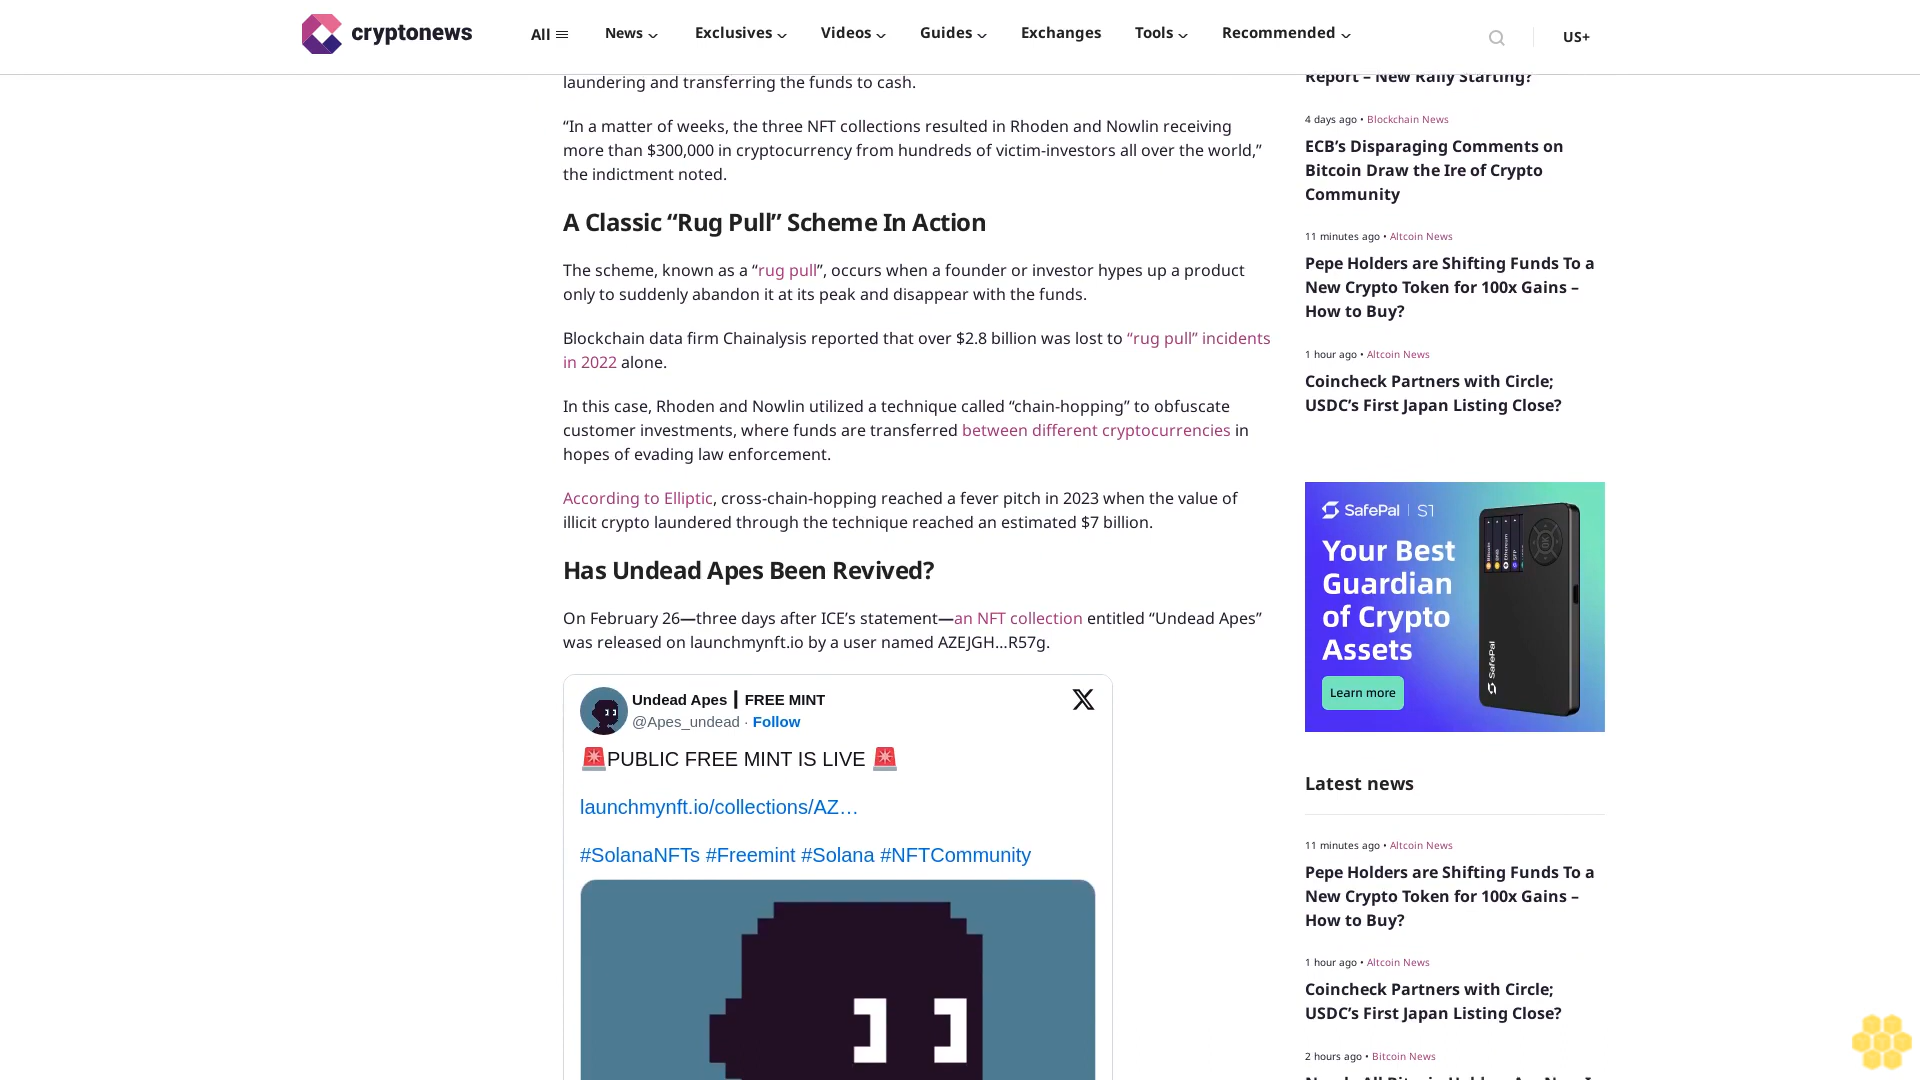 cryptonews
All
News
Exclusives
Videos
Guides
Exchanges
Tools
Recommended
US+
laundering and transferring the funds to cash.
“In a matter of weeks, the three NFT collections resulted in Rhoden and Nowlin receiving
more than $300,000 in cryptocurrency from hundreds of victim-investors all over the world,”
the indictment noted.
A Classic “Rug Pull” Scheme In Action
The scheme, known as a “rug pull”, occurs when a founder or investor hypes up a product
only to suddenly abandon it at its peak and disappear with the funds.
Blockchain data firm Chainalysis reported that over $2.8 billion was lost to “rug pull” incidents
in 2022 alone.
In this case, Rhoden and Nowlin utilized a technique called “chain-hopping” to obfuscate
customer investments, where funds are transferred between different cryptocurrencies in
hopes of evading law enforcement.
According to Elliptic, cross-chain-hopping reached a fever pitch in 2023 when the value of
illicit crypto laundered through the technique reached an estimated $7 billion.
Has Undead Apes Been Revived?
On February 26—three days after ICE’s statement—an NFT collection entitled “Undead Apes”
was released on launchmynft.io by a user named AZEJGH…R57g.
Undead Apes ┃ FREE MINT
@Apes_undead · Follow
🚨PUBLIC FREE MINT IS LIVE 🚨
launchmynft.io/collections/AZ…
#SolanaNFTs #Freemint #Solana #NFTCommunity
Report – New Rally Starting?
4 days ago • Blockchain News
ECB’s Disparaging Comments on
Bitcoin Draw the Ire of Crypto
Community
11 minutes ago • Altcoin News
Pepe Holders are Shifting Funds To a
New Crypto Token for 100x Gains –
How to Buy?
1 hour ago • Altcoin News
Coincheck Partners with Circle;
USDC’s First Japan Listing Close?
SafePal | S1
Your Best
Guardian
of Crypto
Assets
Learn more
SafePal
Latest news
11 minutes ago • Altcoin News
Pepe Holders are Shifting Funds To a
New Crypto Token for 100x Gains –
How to Buy?
1 hour ago • Altcoin News
Coincheck Partners with Circle;
USDC’s First Japan Listing Close?
2 hours ago • Bitcoin News